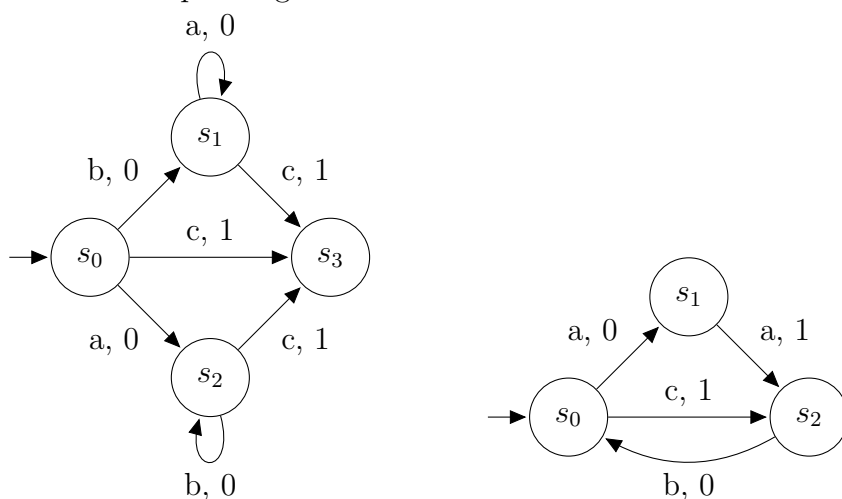 a, 0
s1
b, 0
c, 1
c, 1
s0
s3
a, 0
c, 1
s2
b, 0
s1
a, 0
a, 1
c, 1
s0
s2
b, 0